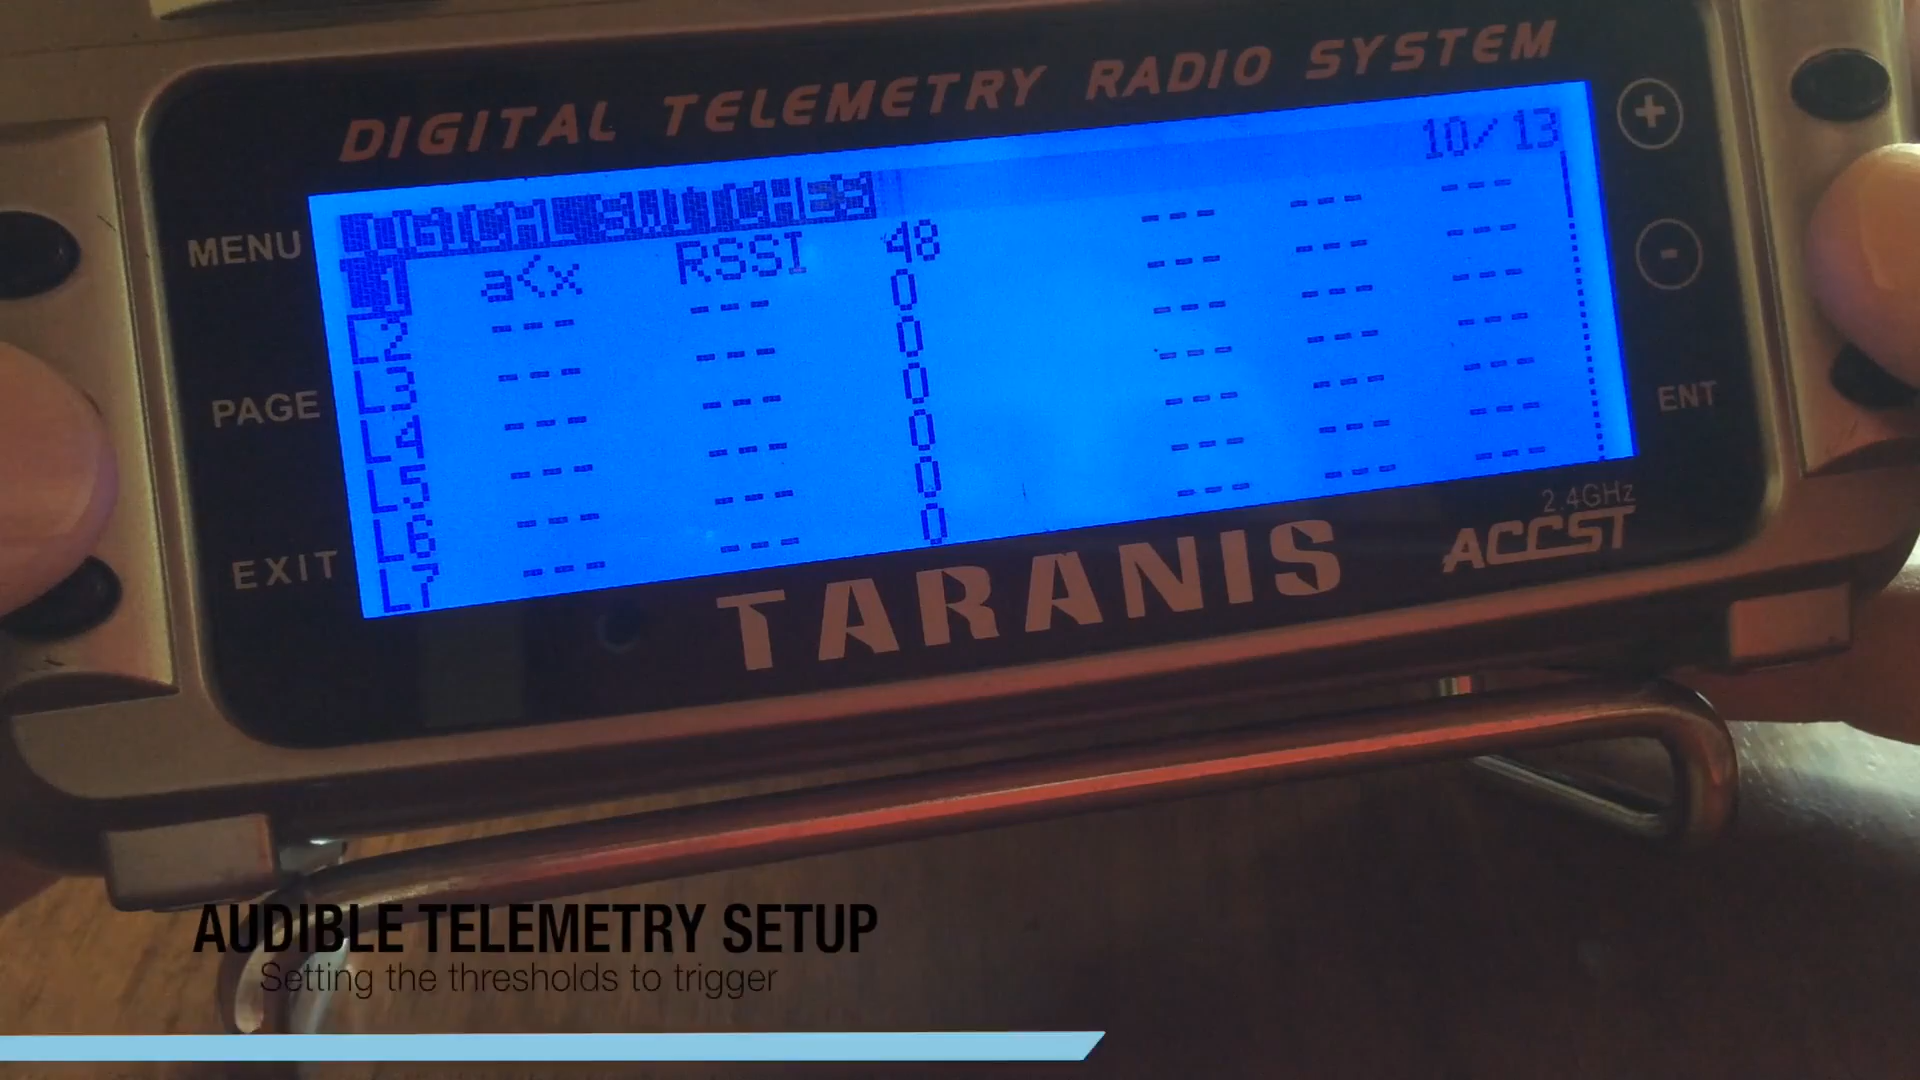 DIGITAL TELEMETRY RADIO SYSTEM
LOGICAL SWITCHES 10/13
L1 a<x RSSI 48 --- --- ---
L2 --- --- 0 --- --- ---
L3 --- --- 0 --- --- ---
L4 --- --- 0 --- --- ---
L5 --- --- 0 --- --- ---
L6 --- --- 0 --- --- ---
L7 --- --- 0 --- --- ---
MENU
PAGE
EXIT
+
-
ENT
TARANIS
2.4GHz
ACCST
AUDIBLE TELEMETRY SETUP
Setting the thresholds to trigger